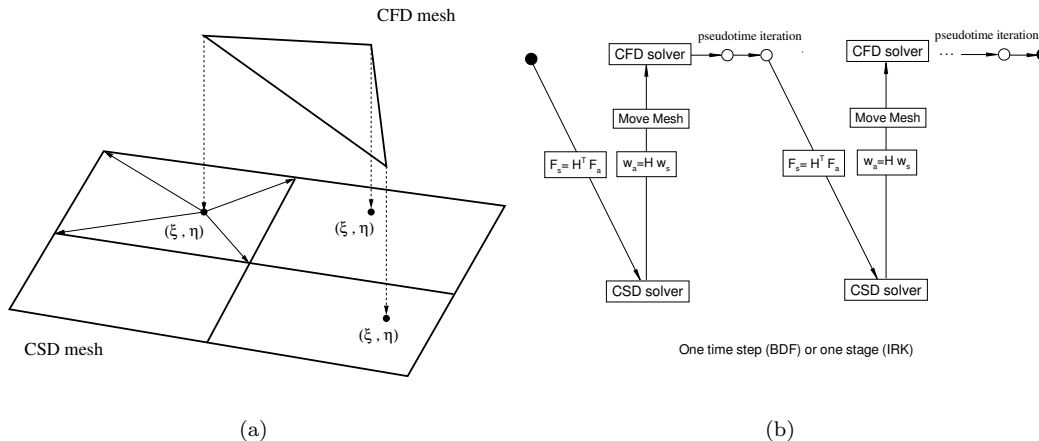 CFD mesh
(ξ , η)
(ξ , η)
(ξ , η)
CSD mesh
(a)
pseudotime iteration
CFD solver
Move Mesh
F_s= H^T F_a
w_a=H w_s
CSD solver
pseudotime iteration
CFD solver
...
Move Mesh
F_s= H^T F_a
w_a=H w_s
CSD solver
One time step (BDF) or one stage (IRK)
(b)